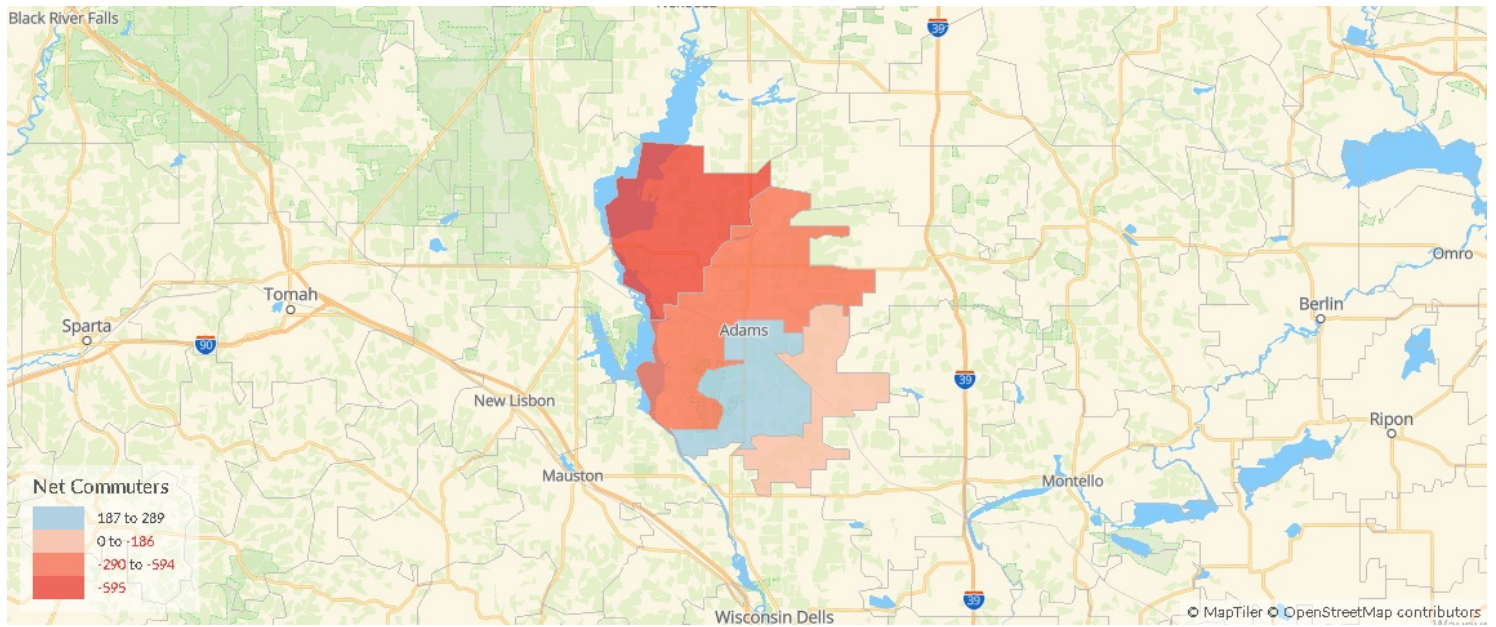 Black River Falls
39
Omro
Tomah
Berlin
Sparta
Adams
90
39
New Lisbon
Ripon
Mauston
Montello
Net Commuters
187 to 289
0 to -186
-290 to -594
-595
39
Wisconsin Dells
© MapTiler © OpenStreetMap contributors